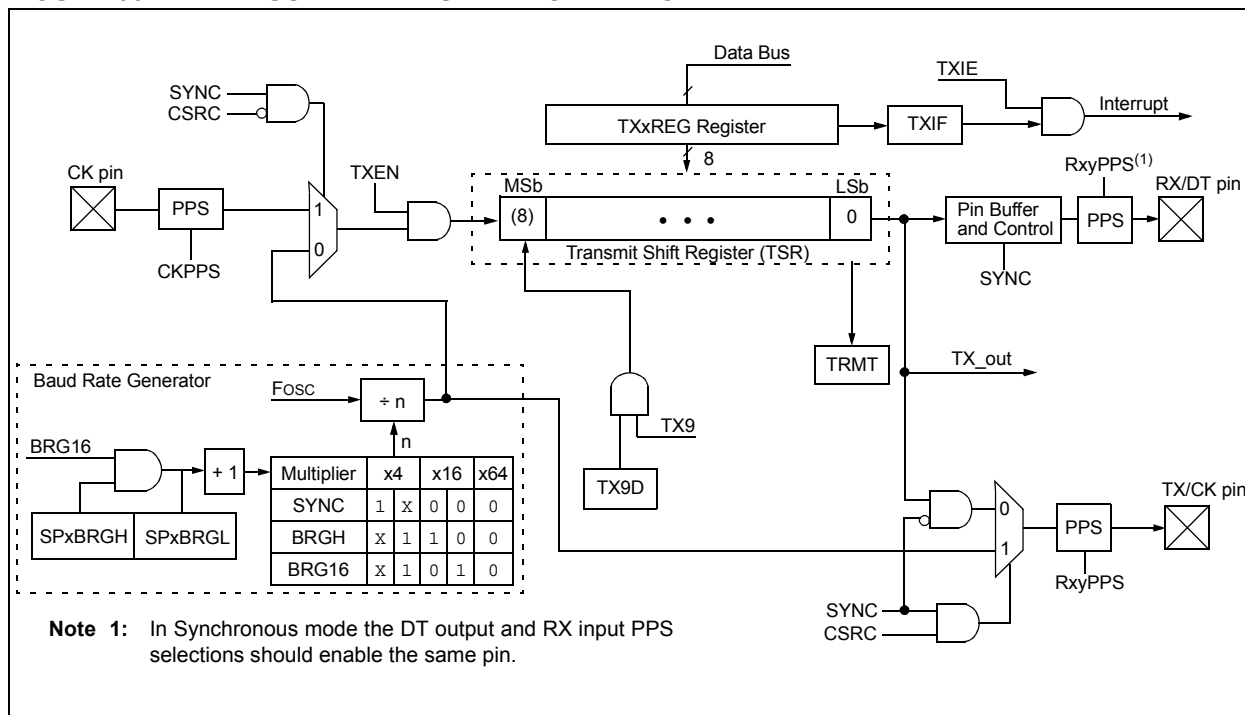 Data Bus
TXIE
Interrupt
SYNC
CSRC
TXxREG Register
TXIF
8
CK pin
TXEN
MSb
LSb
RxyPPS(1)
RX/DT pin
PPS
1
0
(8)
• • •
0
Pin Buffer
and Control
PPS
Transmit Shift Register (TSR)
CKPPS
SYNC
TRMT
TX_out
Baud Rate Generator
FOSC
÷ n
n
TX9
TX9D
BRG16
+ 1
Multiplier x4 x16 x64
SYNC 1 X 0 0 0
BRGH X 1 1 0 0
BRG16 X 1 0 1 0
SPxBRGH SPxBRGL
TX/CK pin
0
1
PPS
RxyPPS
SYNC
CSRC
Note 1: In Synchronous mode the DT output and RX input PPS
selections should enable the same pin.